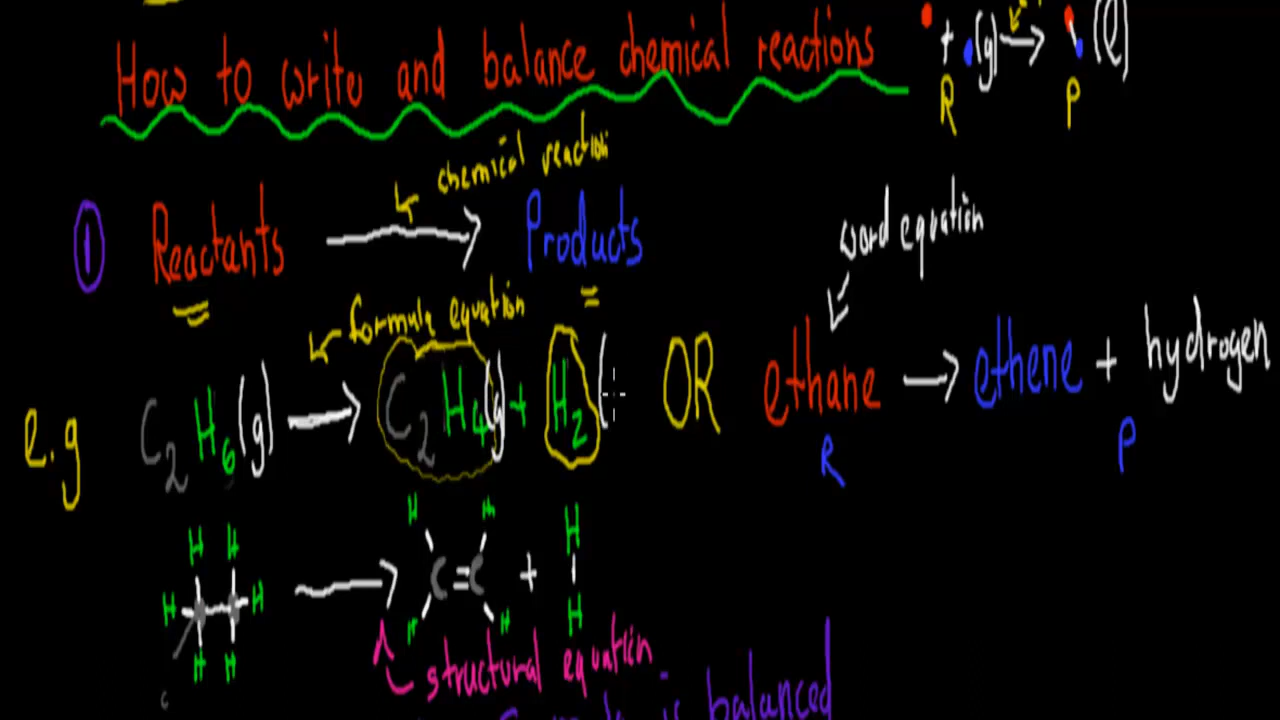 How to write and balance chemical reactions
+ (g) → (l)
R P
chemical reaction
① Reactants → Products
word equation
formula equation
e.g C2H6(g) → C2H4(g) + H2( OR ethane → ethene + hydrogen
R P
H H H H
H H → C = C + H
H H H H H
structural equation
is balanced